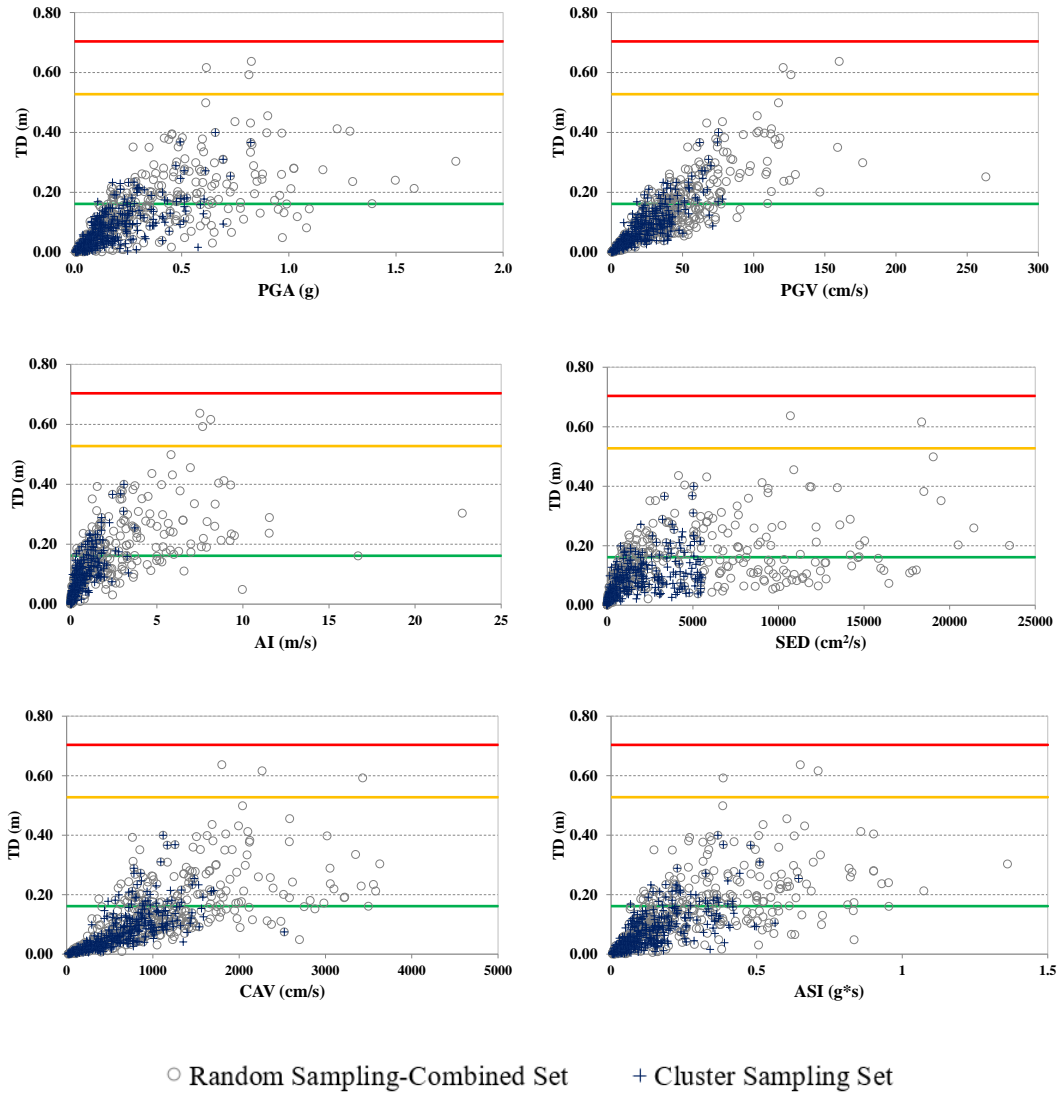 0.80
0.60
0.40
0.20
0.00
TD (m)
0.0 0.5 1.0 1.5 2.0
PGA (g)
0.80
0.60
0.40
0.20
0.00
TD (m)
0 50 100 150 200 250 300
PGV (cm/s)
0.80
0.60
0.40
0.20
0.00
TD (m)
0 5 10 15 20 25
AI (m/s)
0.80
0.60
0.40
0.20
0.00
TD (m)
0 5000 10000 15000 20000 25000
SED (cm²/s)
0.80
0.60
0.40
0.20
0.00
TD (m)
0 1000 2000 3000 4000 5000
CAV (cm/s)
0.80
0.60
0.40
0.20
0.00
TD (m)
0 0.5 1 1.5
ASI (g*s)
Random Sampling-Combined Set
Cluster Sampling Set